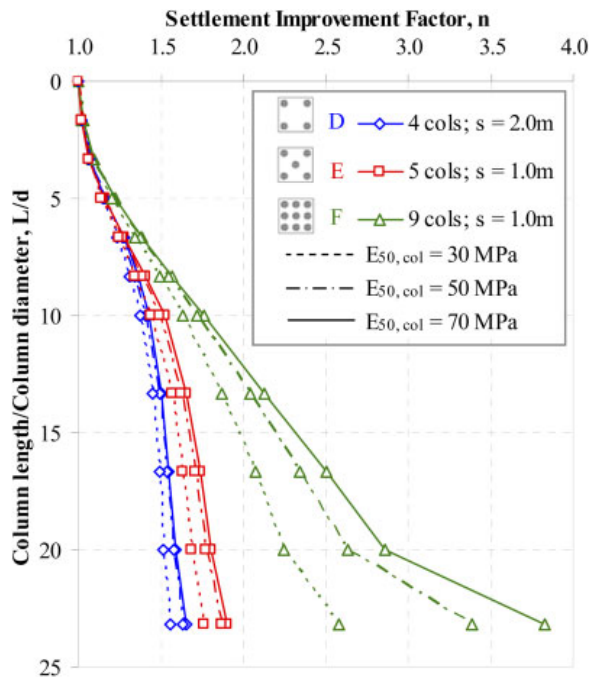 Settlement Improvement Factor, n
1.0 1.5 2.0 2.5 3.0 3.5 4.0
Column length/Column diameter, L/d
0
5
10
15
20
25
D 4 cols; s = 2.0m
E 5 cols; s = 1.0m
F 9 cols; s = 1.0m
E50, col = 30 MPa
E50, col = 50 MPa
E50, col = 70 MPa